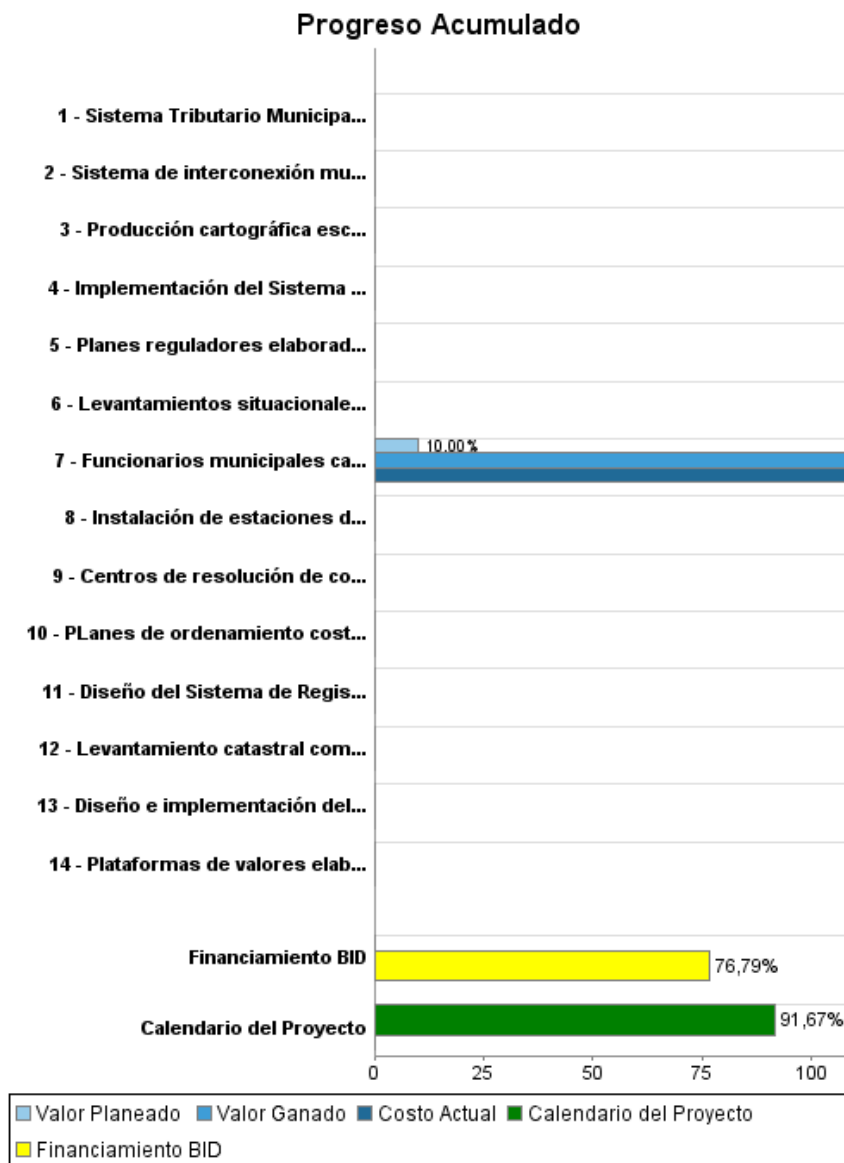 Progreso Acumulado
1 - Sistema Tributario Municipa...
2 - Sistema de interconexión mu...
3 - Producción cartográfica esc...
4 - Implementación del Sistema ...
5 - Planes reguladores elaborad...
6 - Levantamientos situacionale...
10,00%
7 - Funcionarios municipales ca...
8 - Instalación de estaciones d...
9 - Centros de resolución de co...
10 - PLanes de ordenamiento cost...
11 - Diseño del Sistema de Regis...
12 - Levantamiento catastral com...
13 - Diseño e implementación del...
14 - Plataformas de valores elab...
Financiamiento BID
76,79%
Calendario del Proyecto
91,67%
0 25 50 75 100
Valor Planeado Valor Ganado Costo Actual Calendario del Proyecto
Financiamiento BID